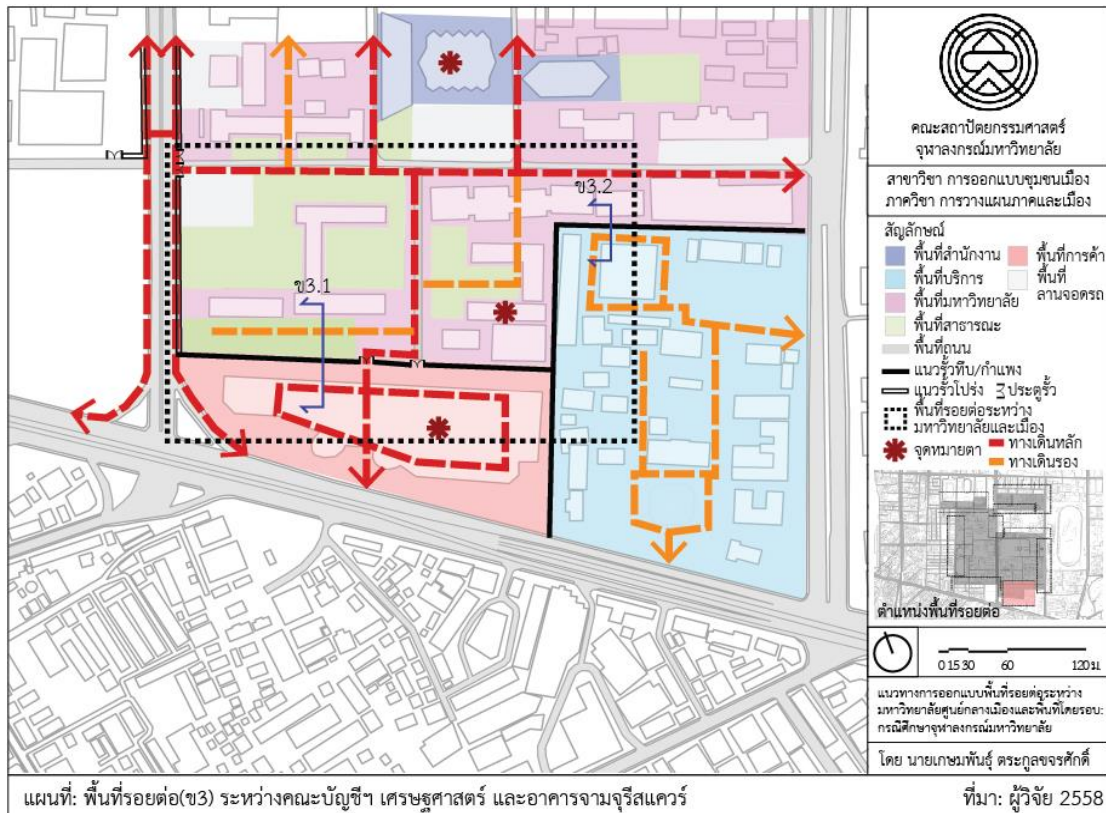 ข3.2
ข3.1
คณะสถาปัตยกรรมศาสตร์
จุฬาลงกรณ์มหาวิทยาลัย
สาขาวิชา การออกแบบชุมชนเมือง
ภาควิชา การวางแผนภาคและเมือง
สัญลักษณ์
พื้นที่สำนักงาน
พื้นที่การค้า
พื้นที่บริการ
พื้นที่
ลานจอดรถ
พื้นที่มหาวิทยาลัย
พื้นที่สาธารณะ
พื้นที่ถนน
แนวรั้วทึบ/กำแพง
แนวรั้วโปร่ง ประตูรั้ว
พื้นที่รอยต่อระหว่าง
มหาวิทยาลัยและเมือง
จุดหมายตา
ทางเดินหลัก
ทางเดินรอง
ตำแหน่งพื้นที่รอยต่อ
0 15 30 60 120 ม.
แนวทางการออกแบบพื้นที่รอยต่อระหว่าง
มหาวิทยาลัยศูนย์กลางเมืองและพื้นที่โดยรอบ:
กรณีศึกษาจุฬาลงกรณ์มหาวิทยาลัย
โดย นายเกษมพันธุ์ ตระกูลขจรศักดิ์
แผนที่: พื้นที่รอยต่อ(ข3) ระหว่างคณะบัญชีฯ เศรษฐศาสตร์ และอาคารจามจุรีสแควร์
ที่มา: ผู้วิจัย 2558